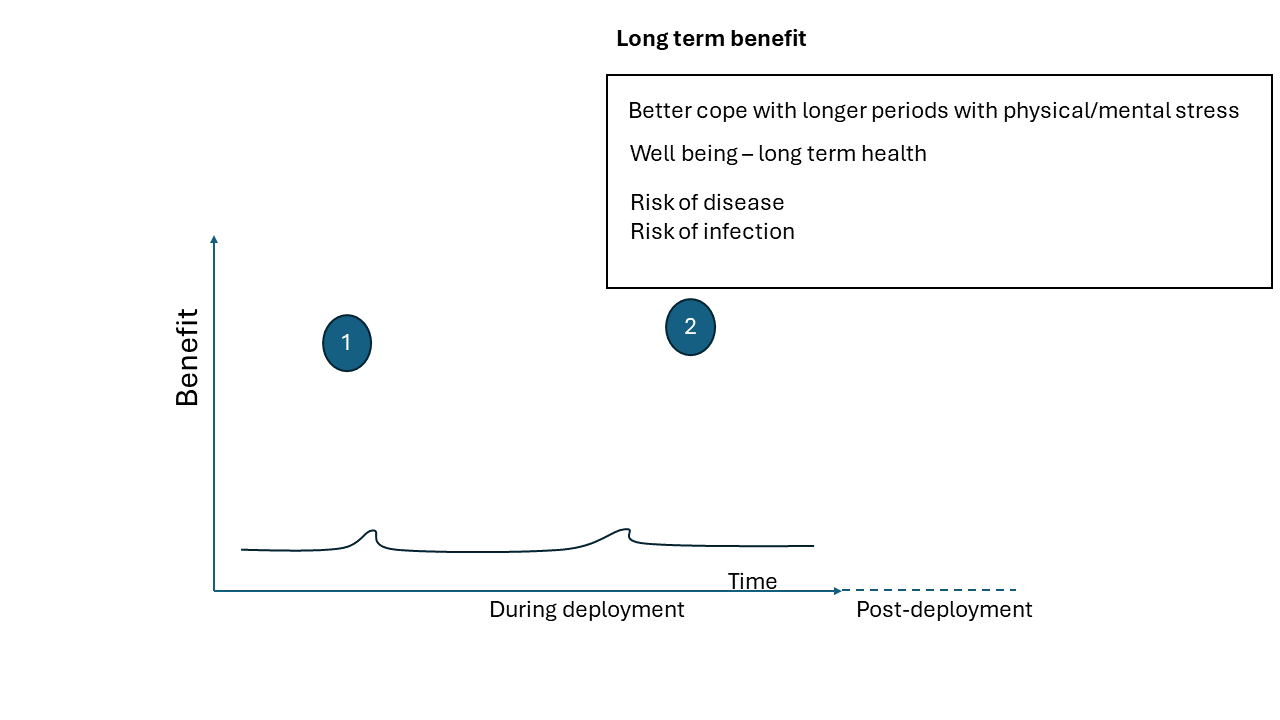 Long term benefit
Better cope with longer periods with physical/mental stress
Well being – long term health
Risk of disease
Risk of infection
Benefit
1
2
Time
During deployment
Post-deployment